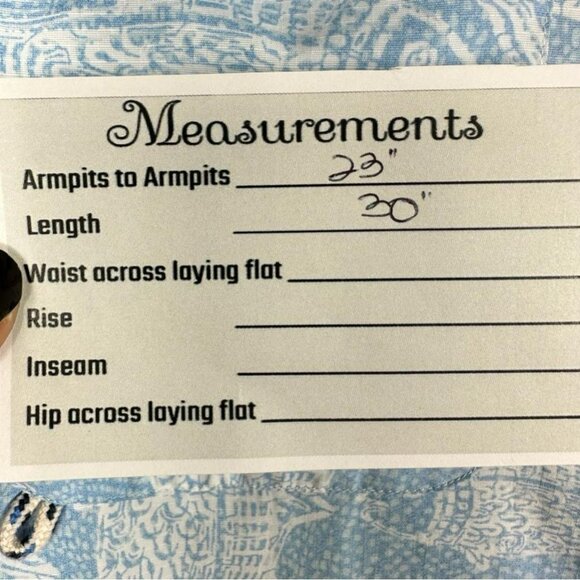 Measurements
Armpits to Armpits 23"
Length 30"
Waist across laying flat
Rise
Inseam
Hip across laying flat